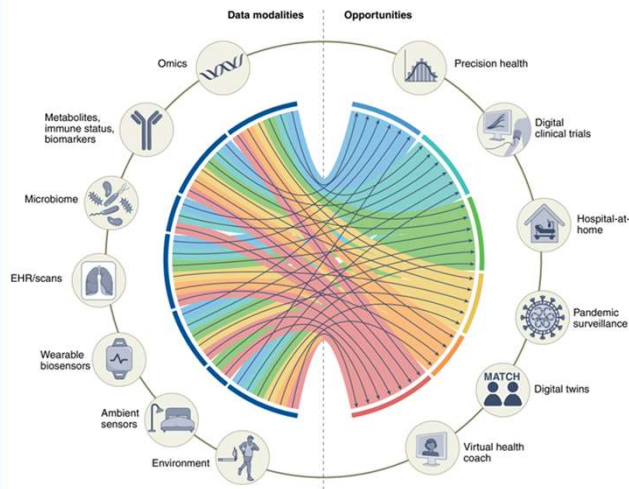 Data modalities
Opportunities
Omics
Metabolites,
immune status,
biomarkers
Microbiome
EHR/scans
Wearable
biosensors
Ambient
sensors
Environment
Precision health
Digital
clinical trials
Hospital-at-
home
Pandemic
surveillance
MATCH
Digital twins
Virtual health
coach